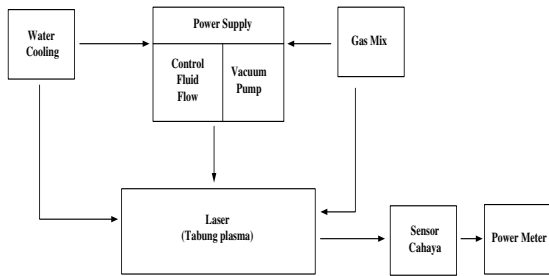 Water
Cooling
Power Supply
Control
Fluid
Flow
Vacuum
Pump
Gas Mix
Laser
(Tabung plasma)
Sensor
Cahaya
Power Meter